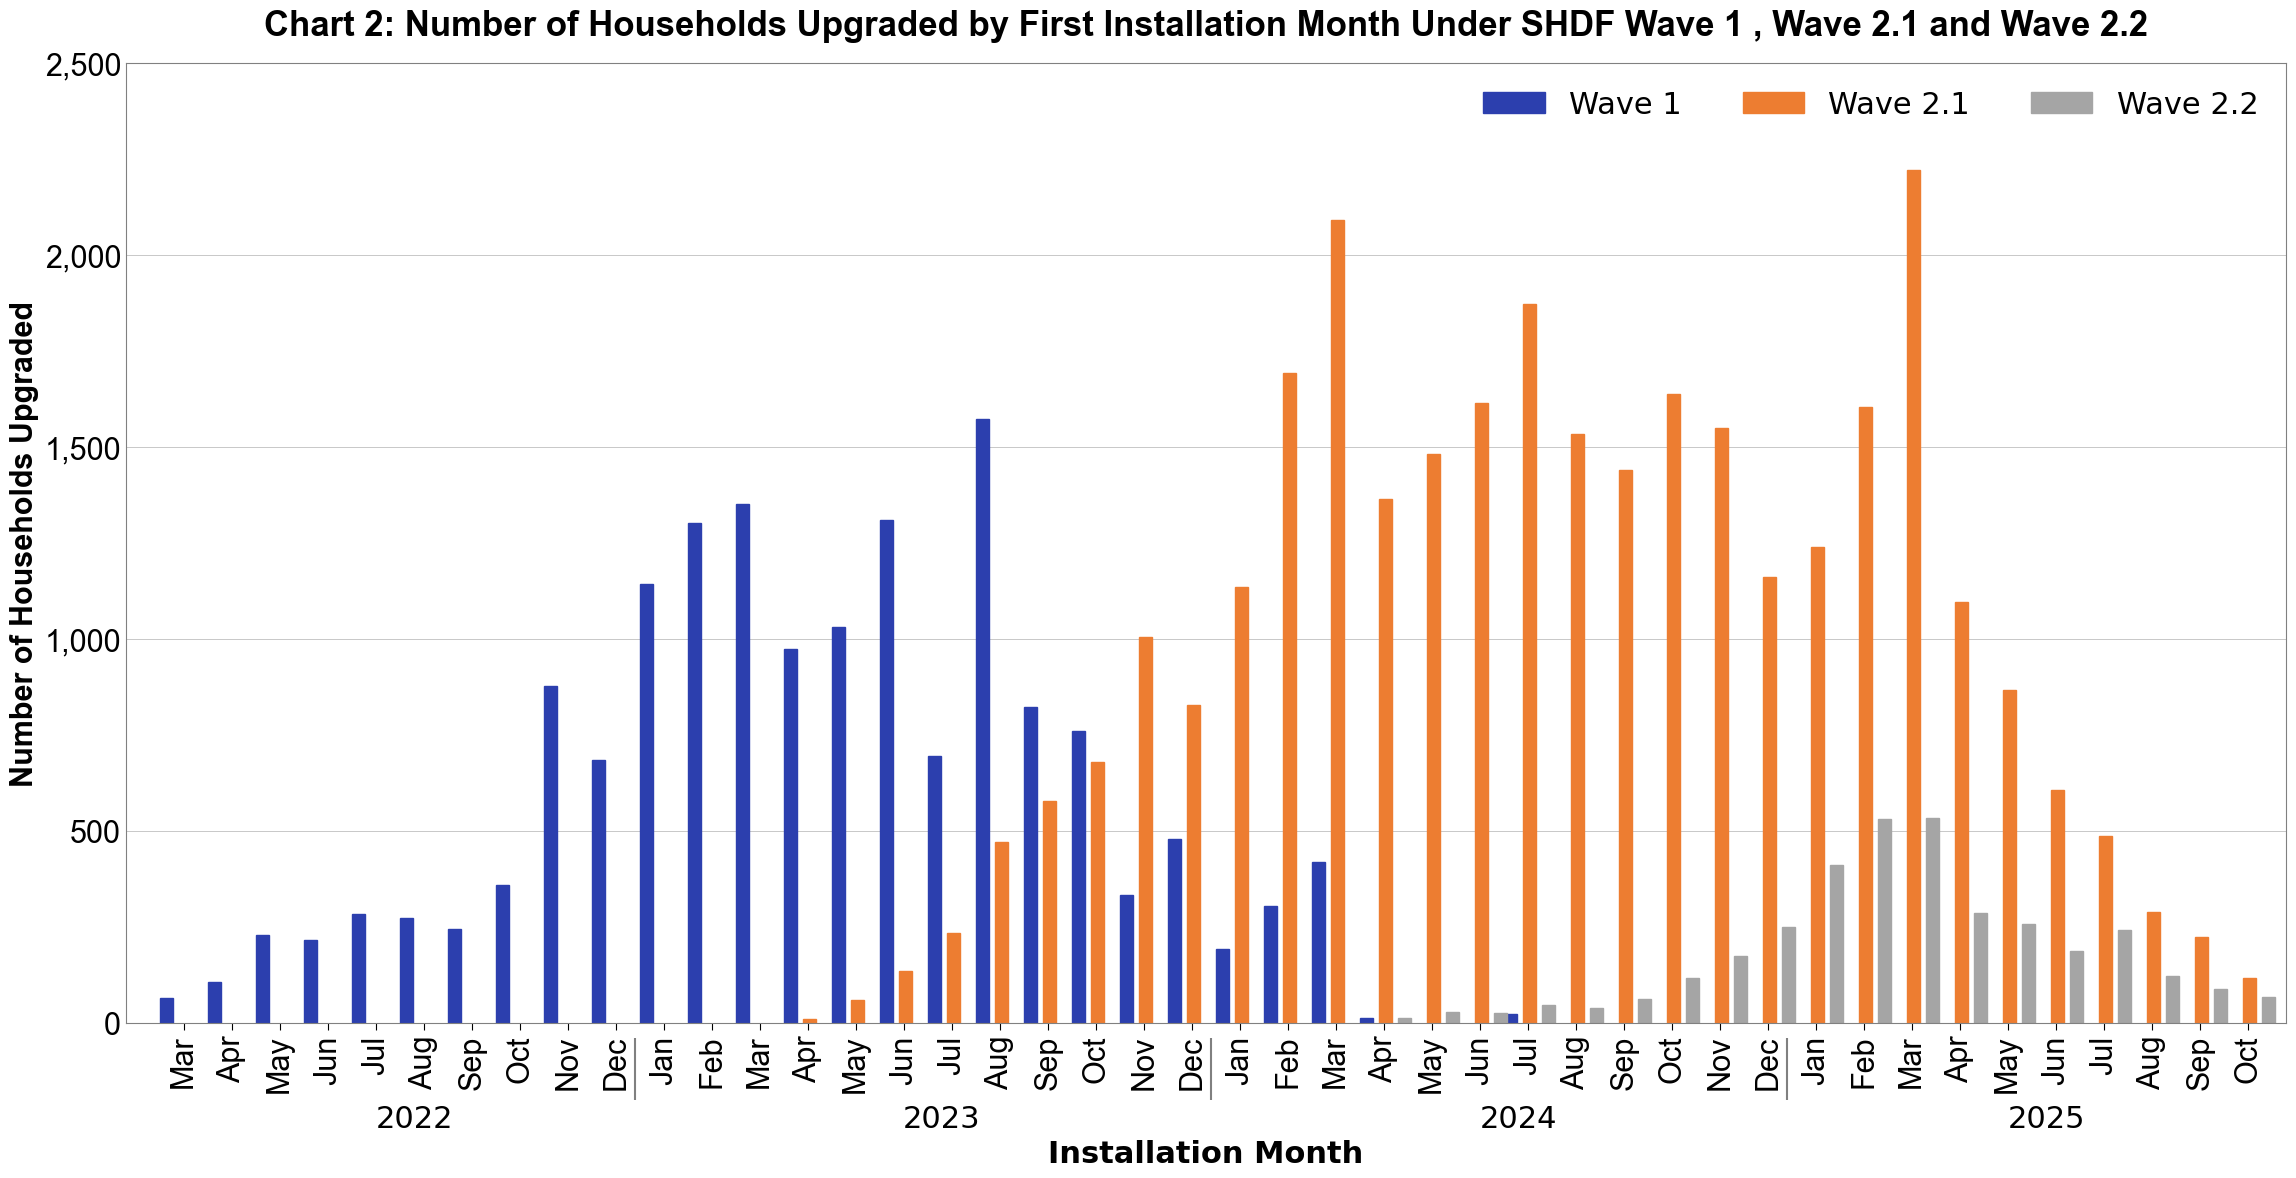 Chart 2: Number of Households Upgraded by First Installation Month Under SHDF Wave 1 , Wave 2.1 and Wave 2.2
Wave 1 Wave 2.1 Wave 2.2
Number of Households Upgraded
2,500
2,000
1,500
1,000
500
0
Mar Apr May Jun Jul Aug Sep Oct Nov Dec Jan Feb Mar Apr May Jun Jul Aug Sep Oct Nov Dec Jan Feb Mar Apr May Jun Jul Aug Sep Oct Nov Dec Jan Feb Mar Apr May Jun Jul Aug Sep Oct
2022 2023 2024 2025
Installation Month